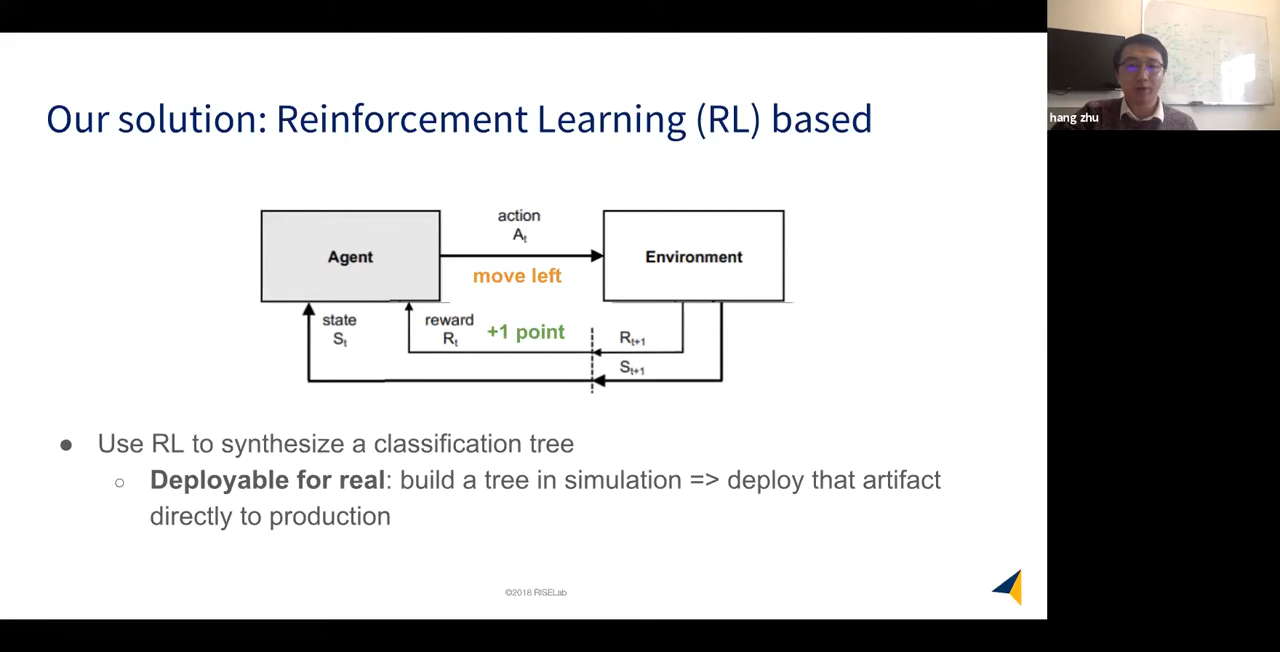 Our solution: Reinforcement Learning (RL) based
hang zhu
action
Aₜ
Agent
Environment
move left
state
Sₜ
reward
Rₜ
+1 point
Rₜ₊₁
Sₜ₊₁
● Use RL to synthesize a classification tree
○ Deployable for real: build a tree in simulation => deploy that artifact
directly to production
©2018 RISELab